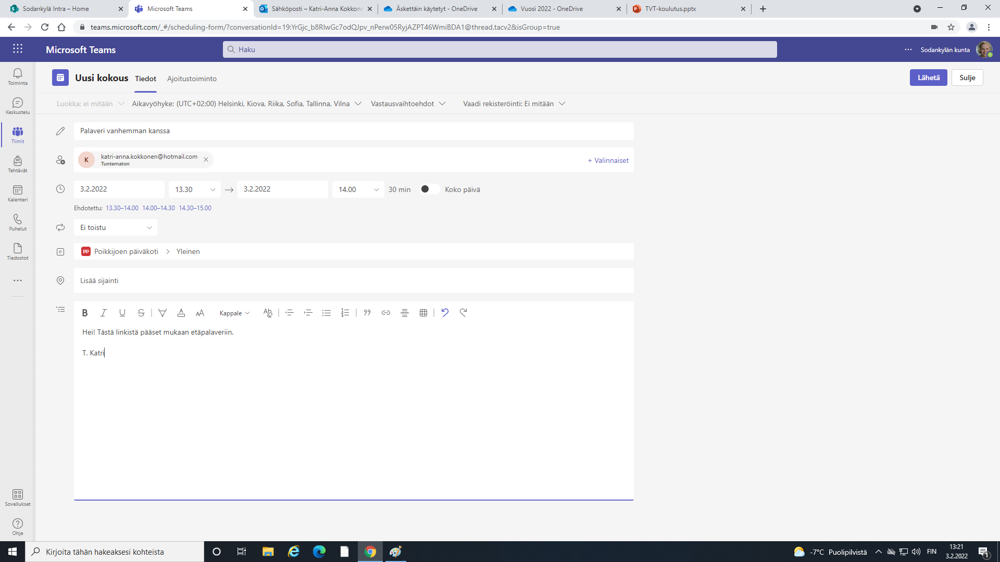 Sodankylä Intra – Home
Microsoft Teams
Sähköposti – Katri-Anna Kokkone
Äskettäin käytetyt - OneDrive
Vuosi 2022 - OneDrive
TVT-koulutus.pptx
teams.microsoft.com/_#/scheduling-form/?conversationId=19:YrGjc_b8RlwGc7odQJpv_nPerw05RyjAZPT46WmiBDA1@thread.tacv2&isGroup=true
Microsoft Teams
Haku
Sodankylän kunta
Toiminta
Keskustelu
Tiimit
Tehtävät
Kalenteri
Puhelut
Tiedostot
Sovellukset
Ohje
Uusi kokous Tiedot Ajoitustoiminto
Lähetä Sulje
Luokka: ei mitään Aikavyöhyke: (UTC+02:00) Helsinki, Kiova, Riika, Sofia, Tallinna, Vilna Vastausvaihtoehdot Vaadi rekisteröinti: Ei mitään
Palaveri vanhemman kanssa
K
katri-anna.kokkonen@hotmail.com
Tuntematon
+ Valinnaiset
3.2.2022 13.30 3.2.2022 14.00 30 min Koko päivä
Ehdotettu: 13.30–14.00 14.00–14.30 14.30–15.00
Ei toistu
PP Poikkijoen päiväkoti > Yleinen
Lisää sijainti
B I U S A AA Kappale
Hei! Tästä linkistä pääset mukaan etäpalaveriin.
T. Katri
Kirjoita tähän hakeaksesi kohteista
-7°C Puolipilvistä
FIN
13:21
3.2.2022
1